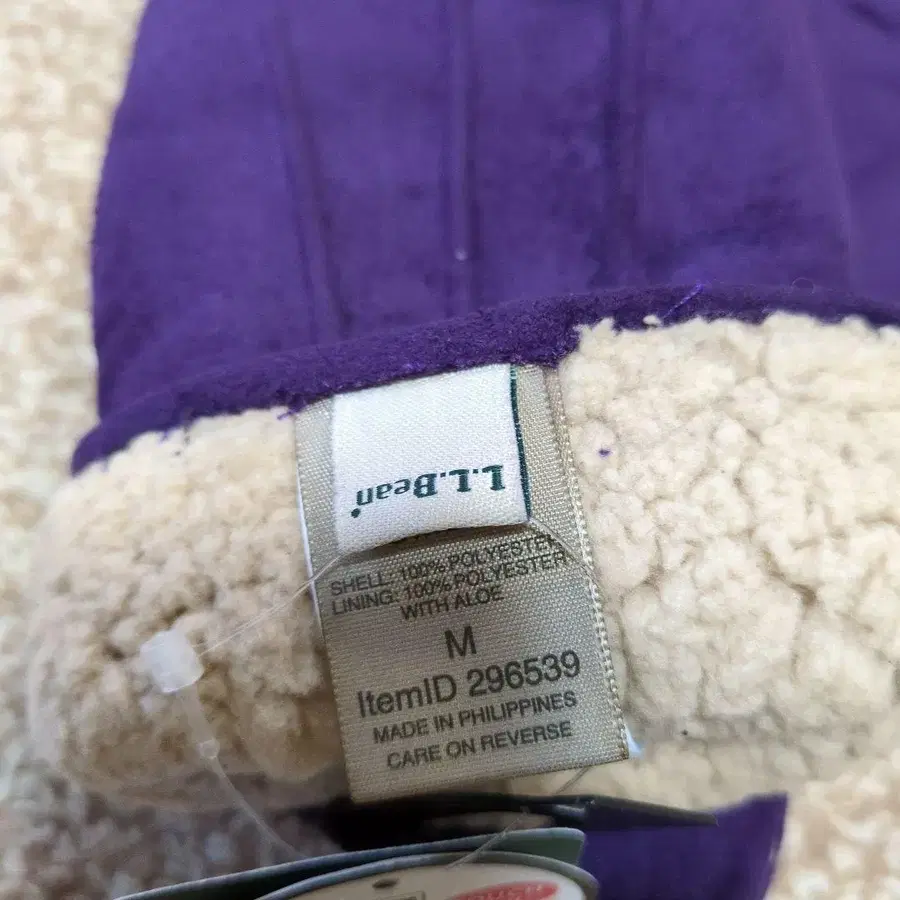 L.L.Bean
SHELL: 100% POLYESTER
LINING: 100% POLYESTER
WITH ALOE
M
ItemID 296539
MADE IN PHILIPPINES
CARE ON REVERSE